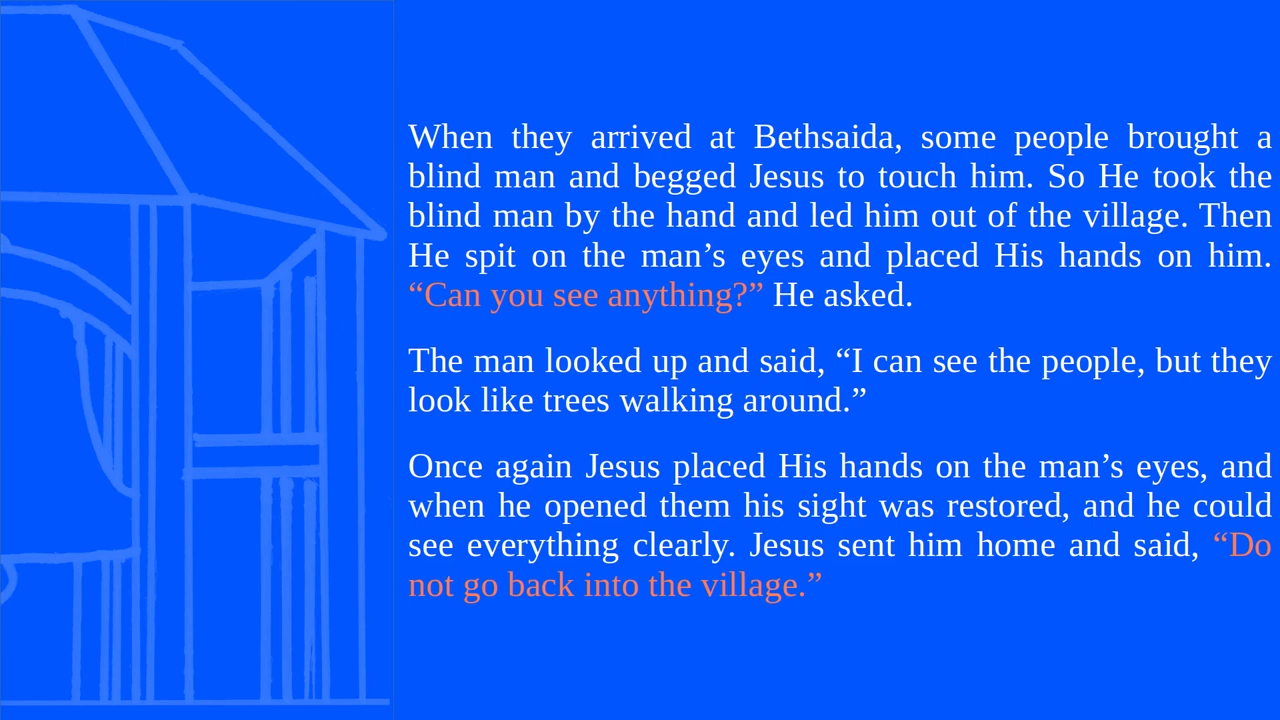 When they arrived at Bethsaida, some people brought a
blind man and begged Jesus to touch him. So He took the
blind man by the hand and led him out of the village. Then
He spit on the man’s eyes and placed His hands on him.
“Can you see anything?” He asked.
The man looked up and said, “I can see the people, but they
look like trees walking around.”
Once again Jesus placed His hands on the man’s eyes, and
when he opened them his sight was restored, and he could
see everything clearly. Jesus sent him home and said, “Do
not go back into the village.”